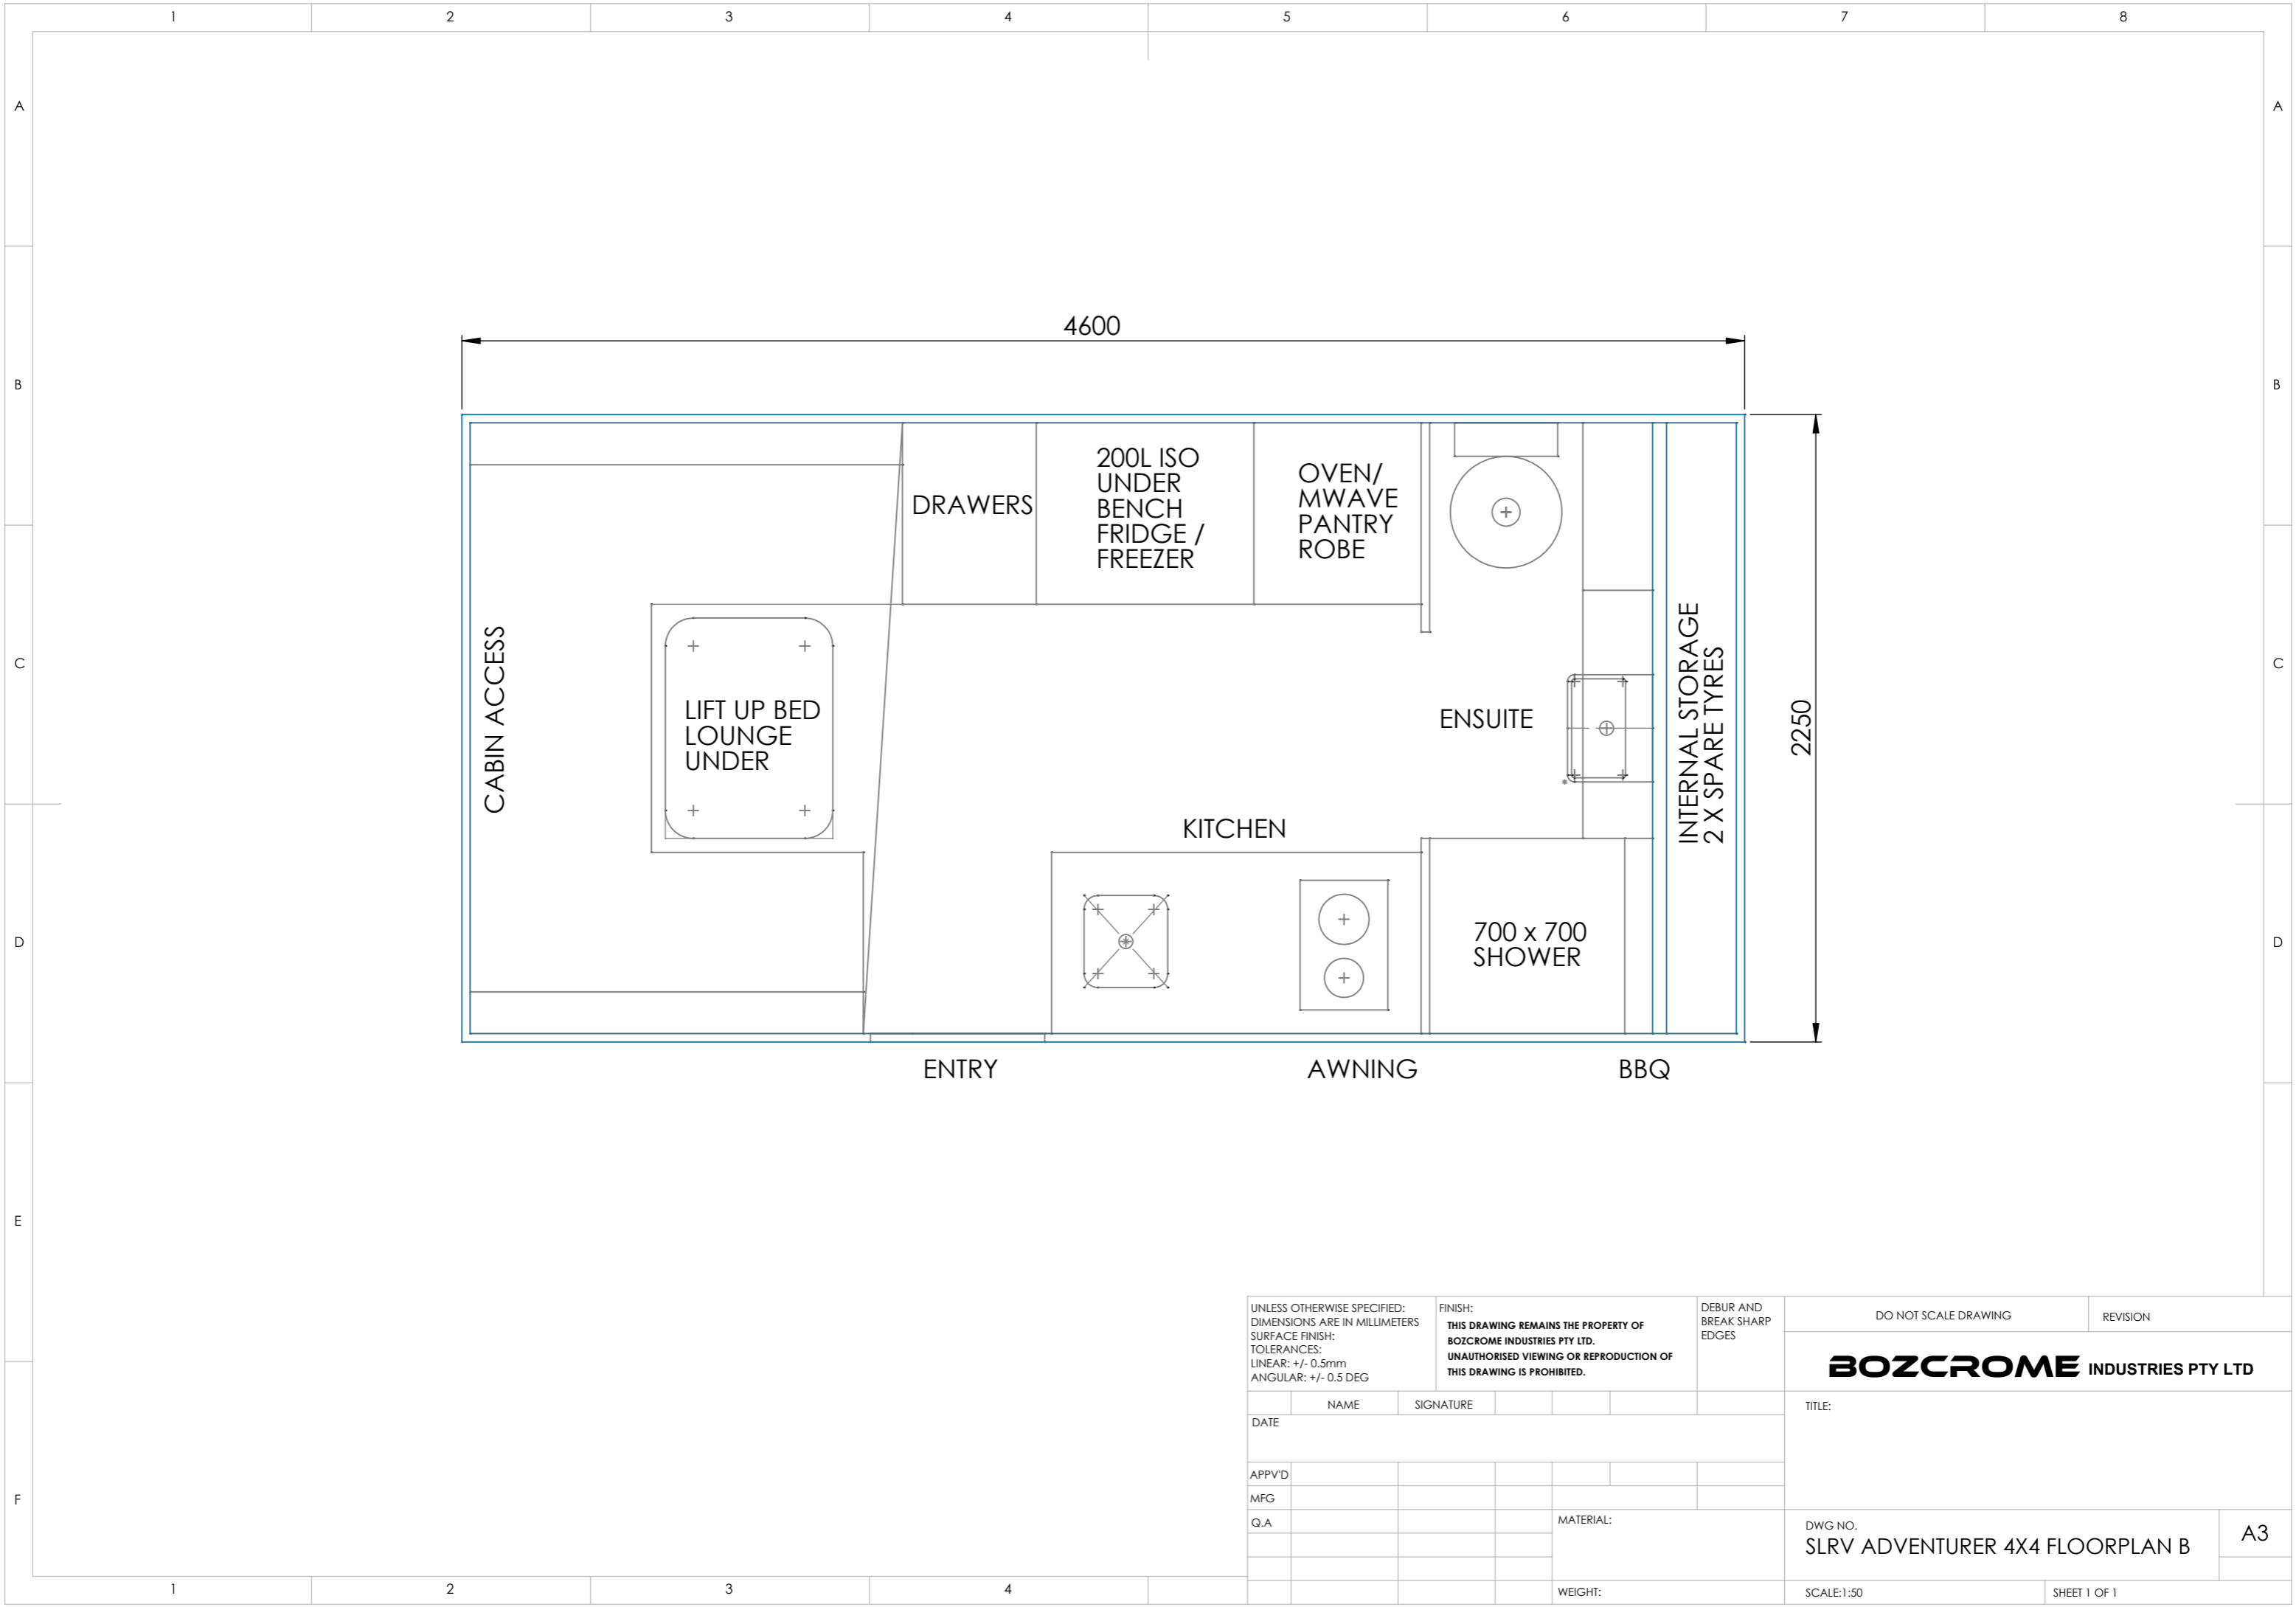 1 2 3 4 5 6 7 8
A A
B B
C C
D D
E
F
4600
2250
CABIN ACCESS
LIFT UP BED
LOUNGE
UNDER
DRAWERS
200L ISO
UNDER
BENCH
FRIDGE /
FREEZER
OVEN/
MWAVE
PANTRY
ROBE
ENSUITE
INTERNAL STORAGE
2 X SPARE TYRES
KITCHEN
700 x 700
SHOWER
ENTRY
AWNING
BBQ
UNLESS OTHERWISE SPECIFIED:
DIMENSIONS ARE IN MILLIMETERS
SURFACE FINISH:
TOLERANCES:
LINEAR: +/- 0.5mm
ANGULAR: +/- 0.5 DEG
FINISH:
THIS DRAWING REMAINS THE PROPERTY OF
BOZCROME INDUSTRIES PTY LTD.
UNAUTHORISED VIEWING OR REPRODUCTION OF
THIS DRAWING IS PROHIBITED.
DEBUR AND
BREAK SHARP
EDGES
DO NOT SCALE DRAWING
REVISION
BOZCROME INDUSTRIES PTY LTD
NAME
SIGNATURE
DATE
TITLE:
APPV'D
MFG
Q.A
MATERIAL:
DWG NO.
SLRV ADVENTURER 4X4 FLOORPLAN B
A3
WEIGHT:
SCALE:1:50
SHEET 1 OF 1
1 2 3 4